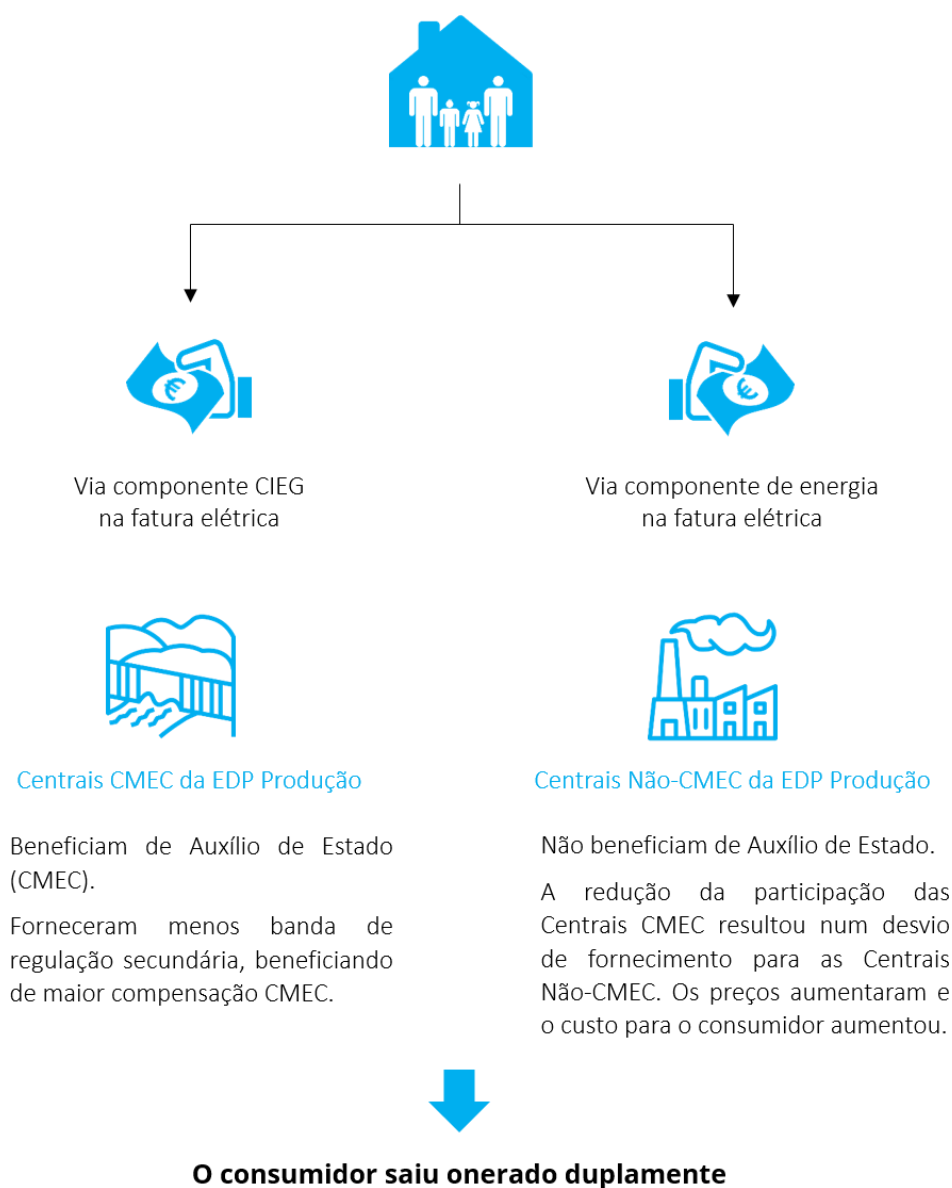 €
€
Via componente CIEG
na fatura elétrica
Via componente de energia
na fatura elétrica
Centrais CMEC da EDP Produção
Beneficiam de Auxílio de Estado
(CMEC).
Forneceram menos banda de
regulação secundária, beneficiando
de maior compensação CMEC.
Centrais Não-CMEC da EDP Produção
Não beneficiam de Auxílio de Estado.
A redução da participação das
Centrais CMEC resultou num desvio
de fornecimento para as Centrais
Não-CMEC. Os preços aumentaram e
o custo para o consumidor aumentou.
O consumidor saiu onerado duplamente